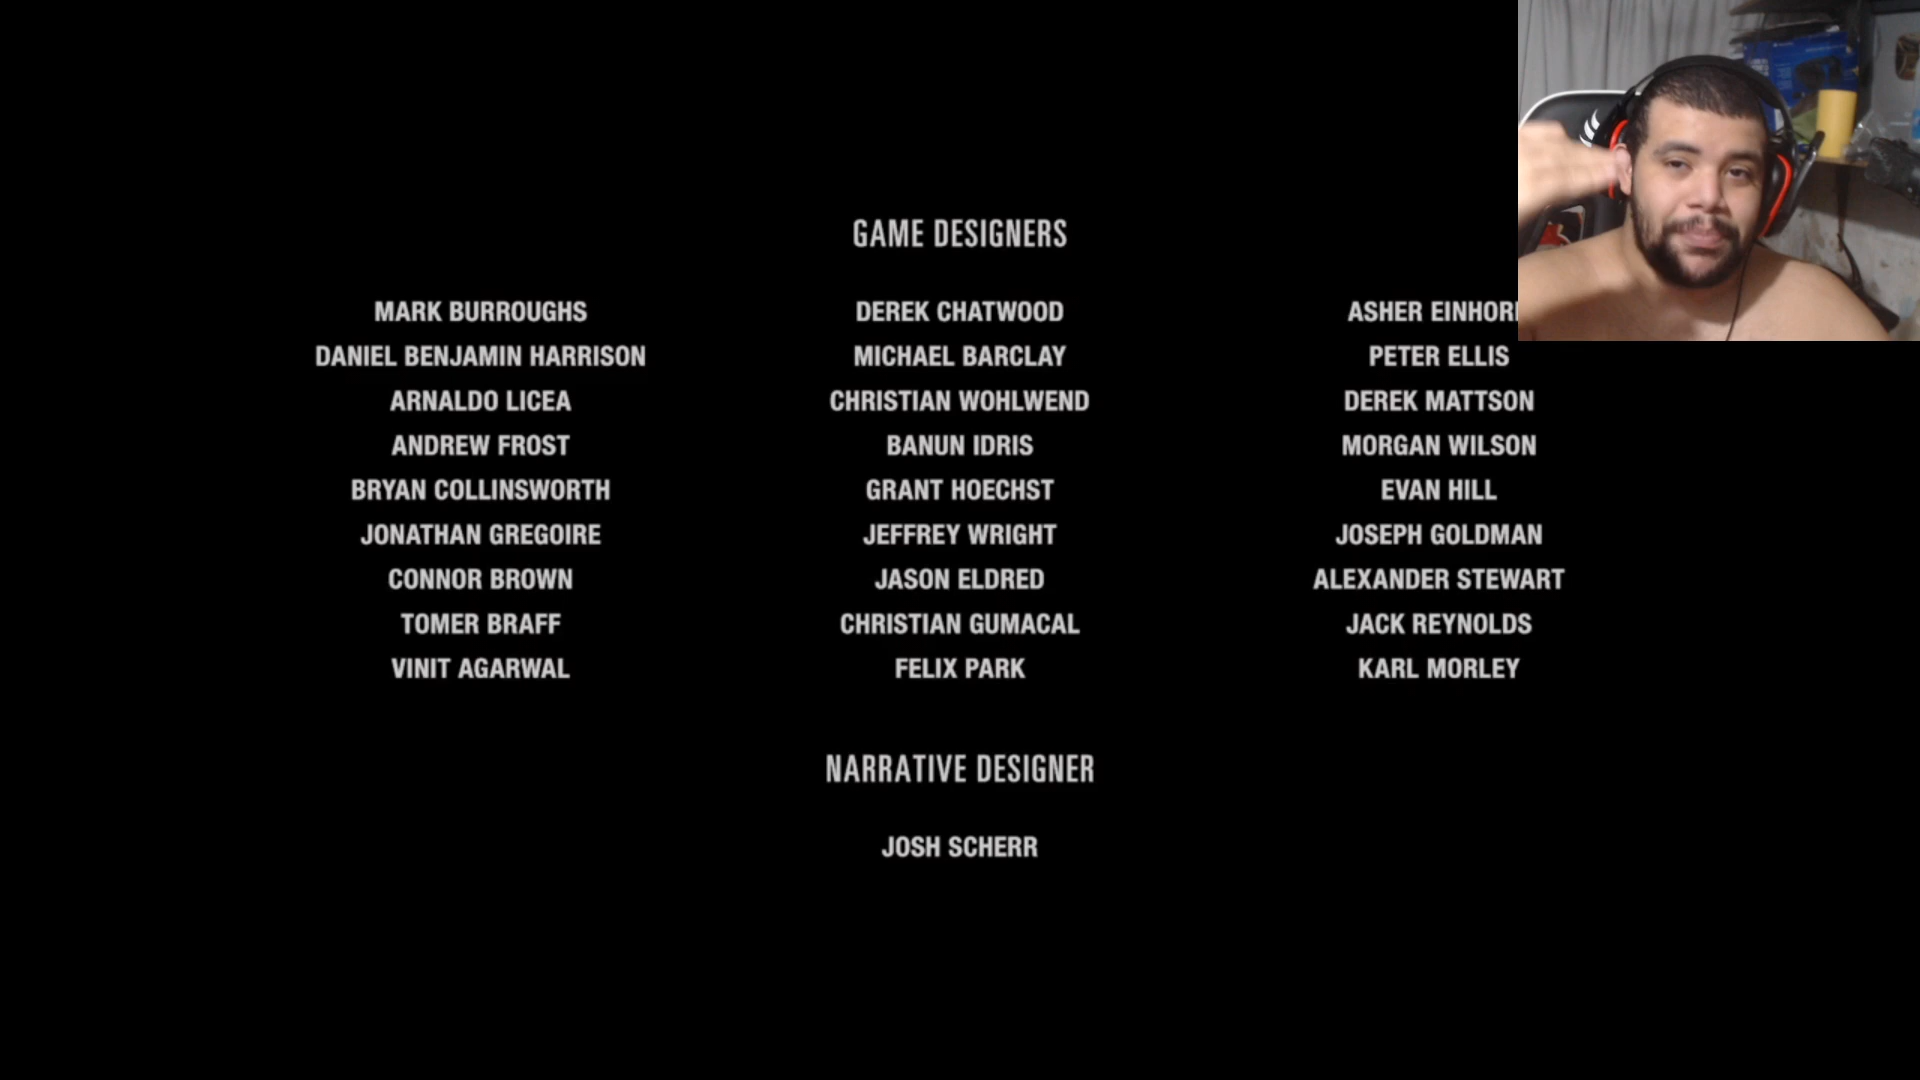 GAME DESIGNERS
MARK BURROUGHS DEREK CHATWOOD ASHER
DANIEL BENJAMIN HARRISON MICHAEL BARCLAY PETER ELLIS
ARNALDO LICEA CHRISTIAN WOHLWEND DEREK MATTSON
ANDREW FROST BANUN IDRIS MORGAN WILSON
BRYAN COLLINSWORTH GRANT HOECHST EVAN HILL
JONATHAN GREGOIRE JEFFREY WRIGHT JOSEPH GOLDMAN
CONNOR BROWN JASON ELDRED ALEXANDER STEWART
TOMER BRAFF CHRISTIAN GUMACAL JACK REYNOLDS
VINIT AGARWAL FELIX PARK KARL MORLEY
NARRATIVE DESIGNER
JOSH SCHERR